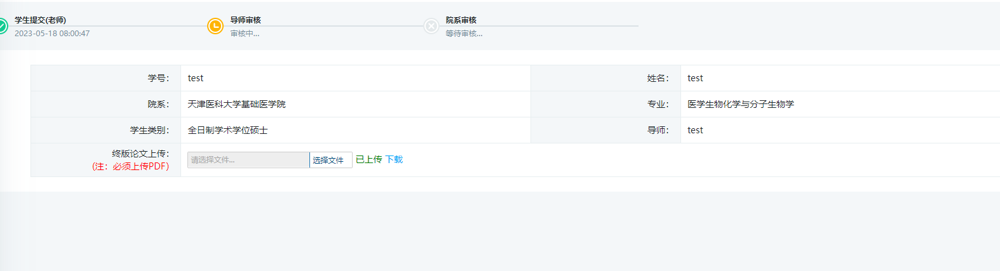 学生提交(老师)
2023-05-18 08:00:47
导师审核
审核中...
院系审核
等待审核...
学号： test 姓名： test
院系： 天津医科大学基础医学院 专业： 医学生物化学与分子生物学
学生类别： 全日制学术学位硕士 导师： test
终版论文上传：
(注：必须上传PDF)
请选择文件... 选择文件 已上传 下载